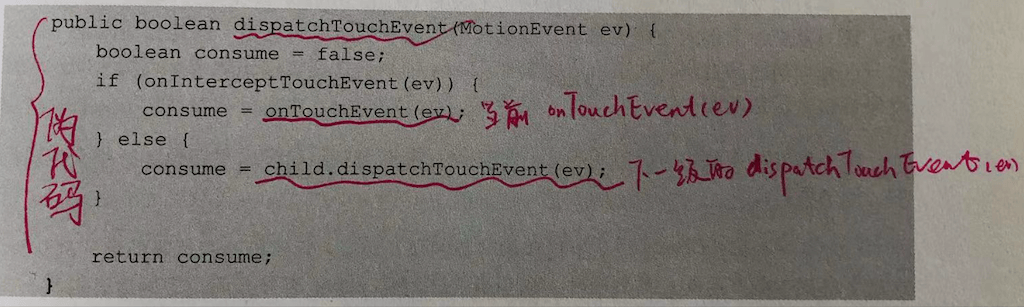 public boolean dispatchTouchEvent(MotionEvent ev) {
boolean consume = false;
if (onInterceptTouchEvent(ev)) {
consume = onTouchEvent(ev); 当前 onTouchEvent(ev)
} else {
consume = child.dispatchTouchEvent(ev); 下一级的 dispatchTouchEvent(ev)
}
return consume;
}
伪代码